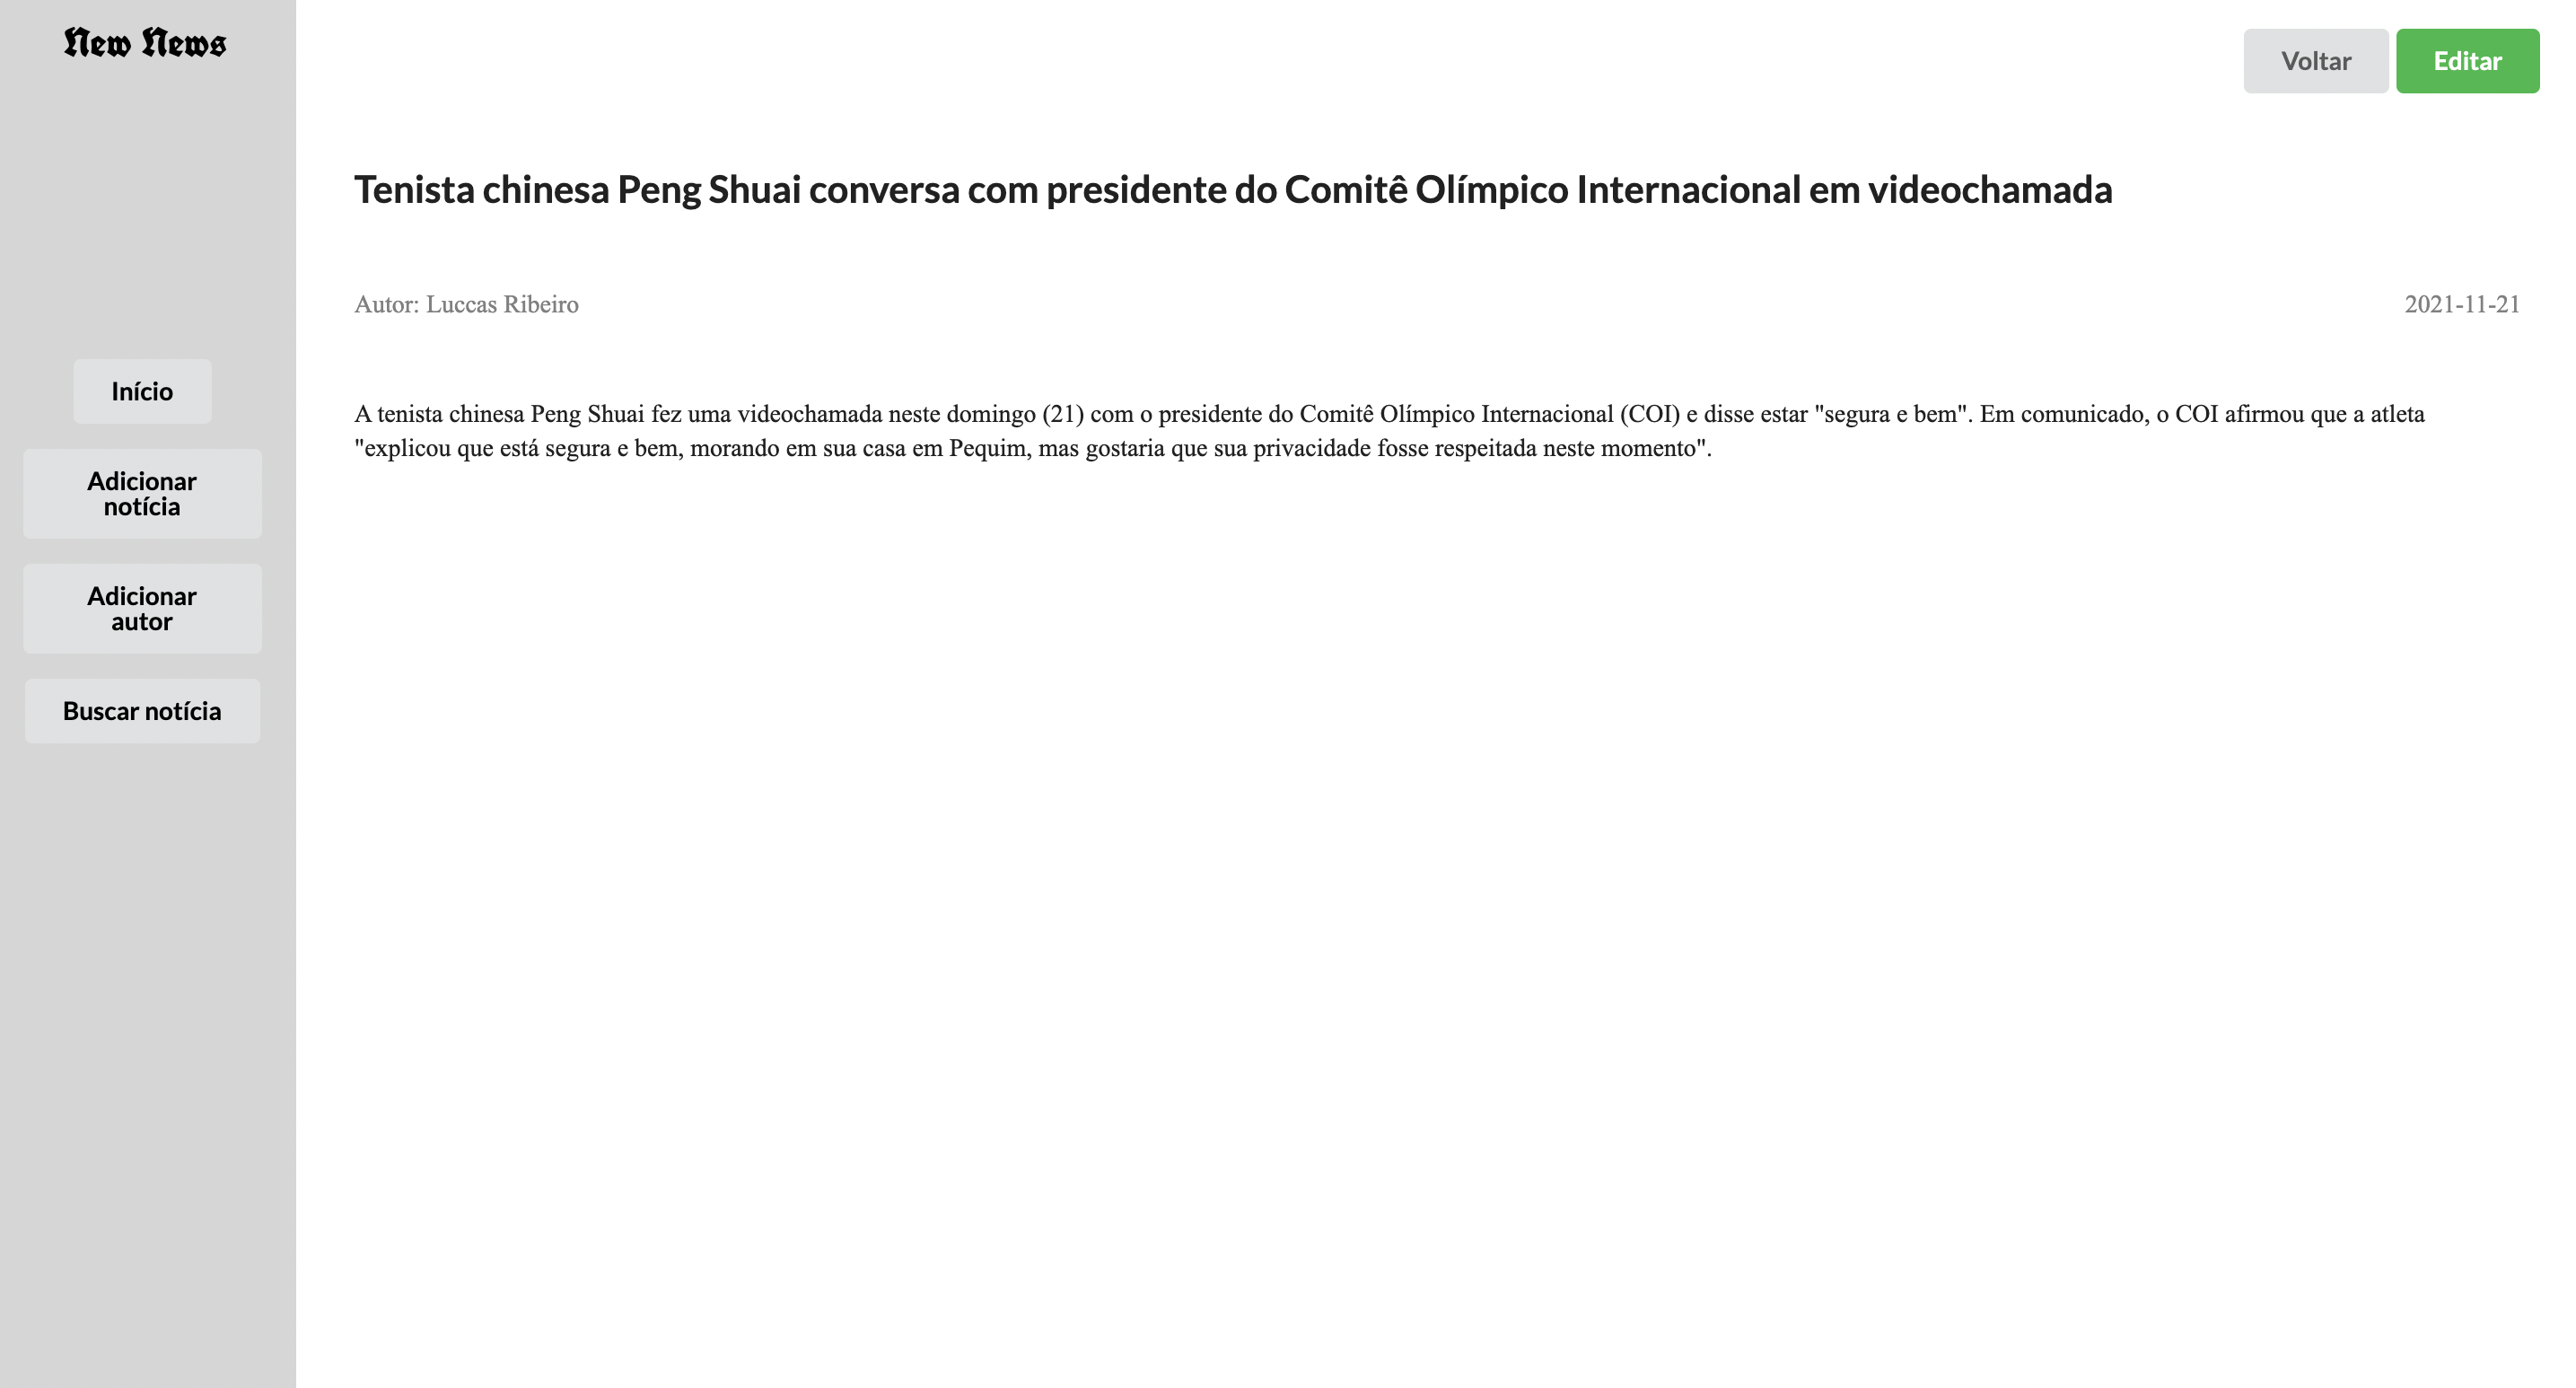 New News
Início
Adicionar
notícia
Adicionar
autor
Buscar notícia
Voltar
Editar
Tenista chinesa Peng Shuai conversa com presidente do Comitê Olímpico Internacional em videochamada
Autor: Luccas Ribeiro
2021-11-21
A tenista chinesa Peng Shuai fez uma videochamada neste domingo (21) com o presidente do Comitê Olímpico Internacional (COI) e disse estar "segura e bem". Em comunicado, o COI afirmou que a atleta
"explicou que está segura e bem, morando em sua casa em Pequim, mas gostaria que sua privacidade fosse respeitada neste momento".